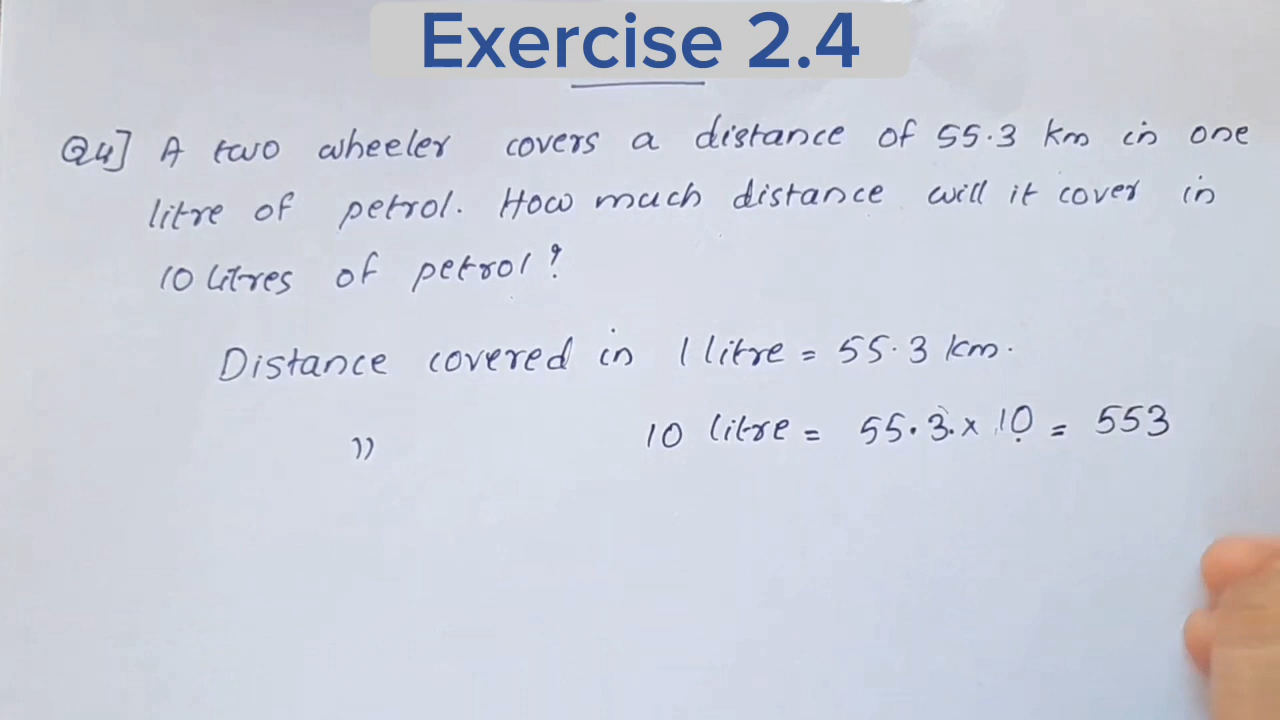 Exercise 2.4
Q4] A two wheeler covers a distance of 55.3 km in one
litre of petrol. How much distance will it cover in
10 litres of petrol?
Distance covered in 1 litre = 55.3 km.
” 10 litre = 55.3 × 10 = 553